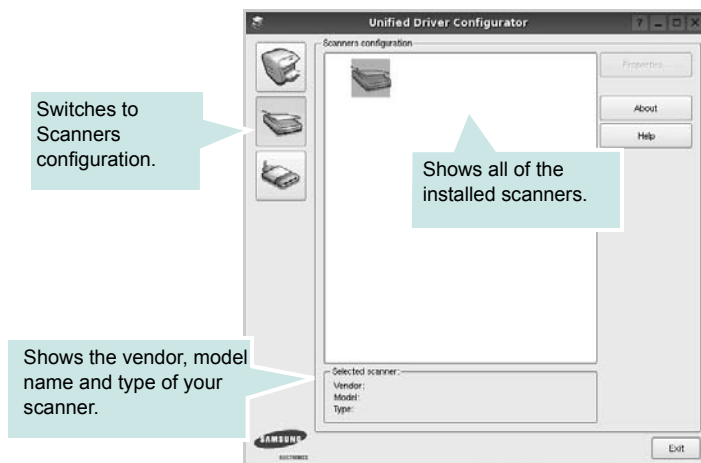 Unified Driver Configurator
Scanners configuration
Properties...
About
Help
Switches to
Scanners
configuration.
Shows all of the
installed scanners.
Shows the vendor, model
name and type of your
scanner.
Selected scanner:
Vendor:
Model:
Type:
SAMSUNG
ELECTRONICS
Exit